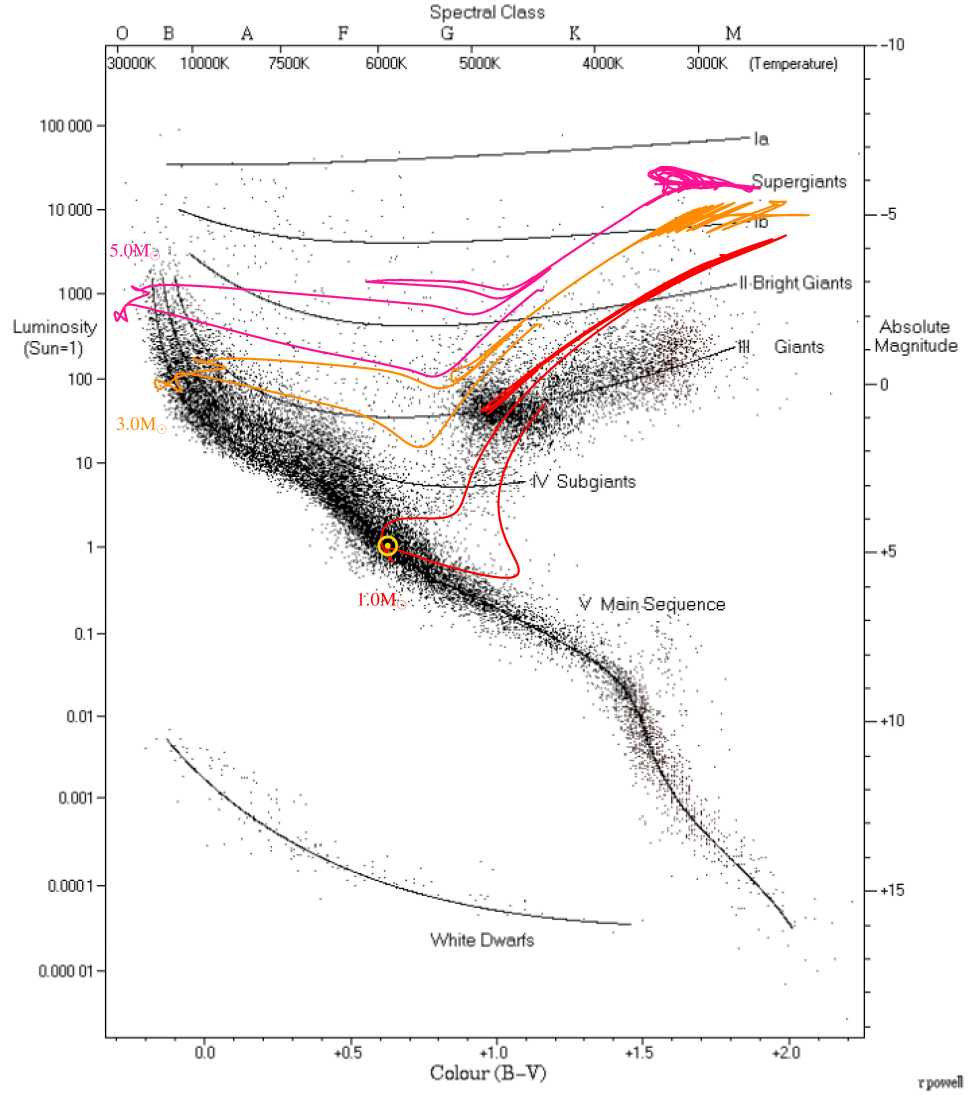 Spectral Class
O B A F G K M
30000K 10000K 7500K 6000K 5000K 4000K 3000K (Temperature)
-10
100 000
Ia
Supergiants
10 000
Ib
-5
5.0M☉
1000
II Bright Giants
Luminosity
(Sun=1)
Absolute
Magnitude
III Giants
100
0
3.0M☉
10
IV Subgiants
1
+5
1.0M☉
V Main Sequence
0.1
0.01
+10
0.001
0.0001
+15
White Dwarfs
0.000 01
0.0 +0.5 +1.0 +1.5 +2.0
Colour (B-V)
r powell